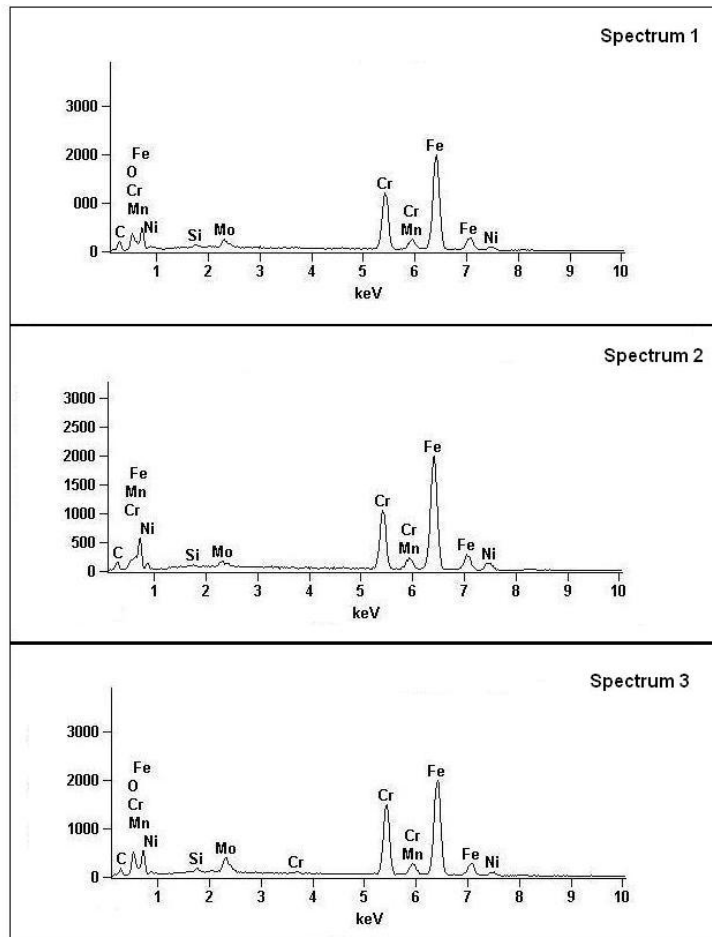 Spectrum 1
3000
2000
000
0
Fe
O
Cr
Mn
C
Ni
Si
Mo
Cr
Cr
Mn
Fe
Fe
Ni
1 2 3 4 5 6 7 8 9 10
keV
Spectrum 2
3000
2500
2000
1500
1000
500
0
Fe
Mn
Cr
C
Ni
Si
Mo
Cr
Cr
Mn
Fe
Fe
Ni
1 2 3 4 5 6 7 8 9 10
keV
Spectrum 3
3000
2000
1000
0
Fe
O
Cr
Mn
C
Ni
Si
Mo
Cr
Cr
Cr
Mn
Fe
Fe
Ni
1 2 3 4 5 6 7 8 9 10
keV